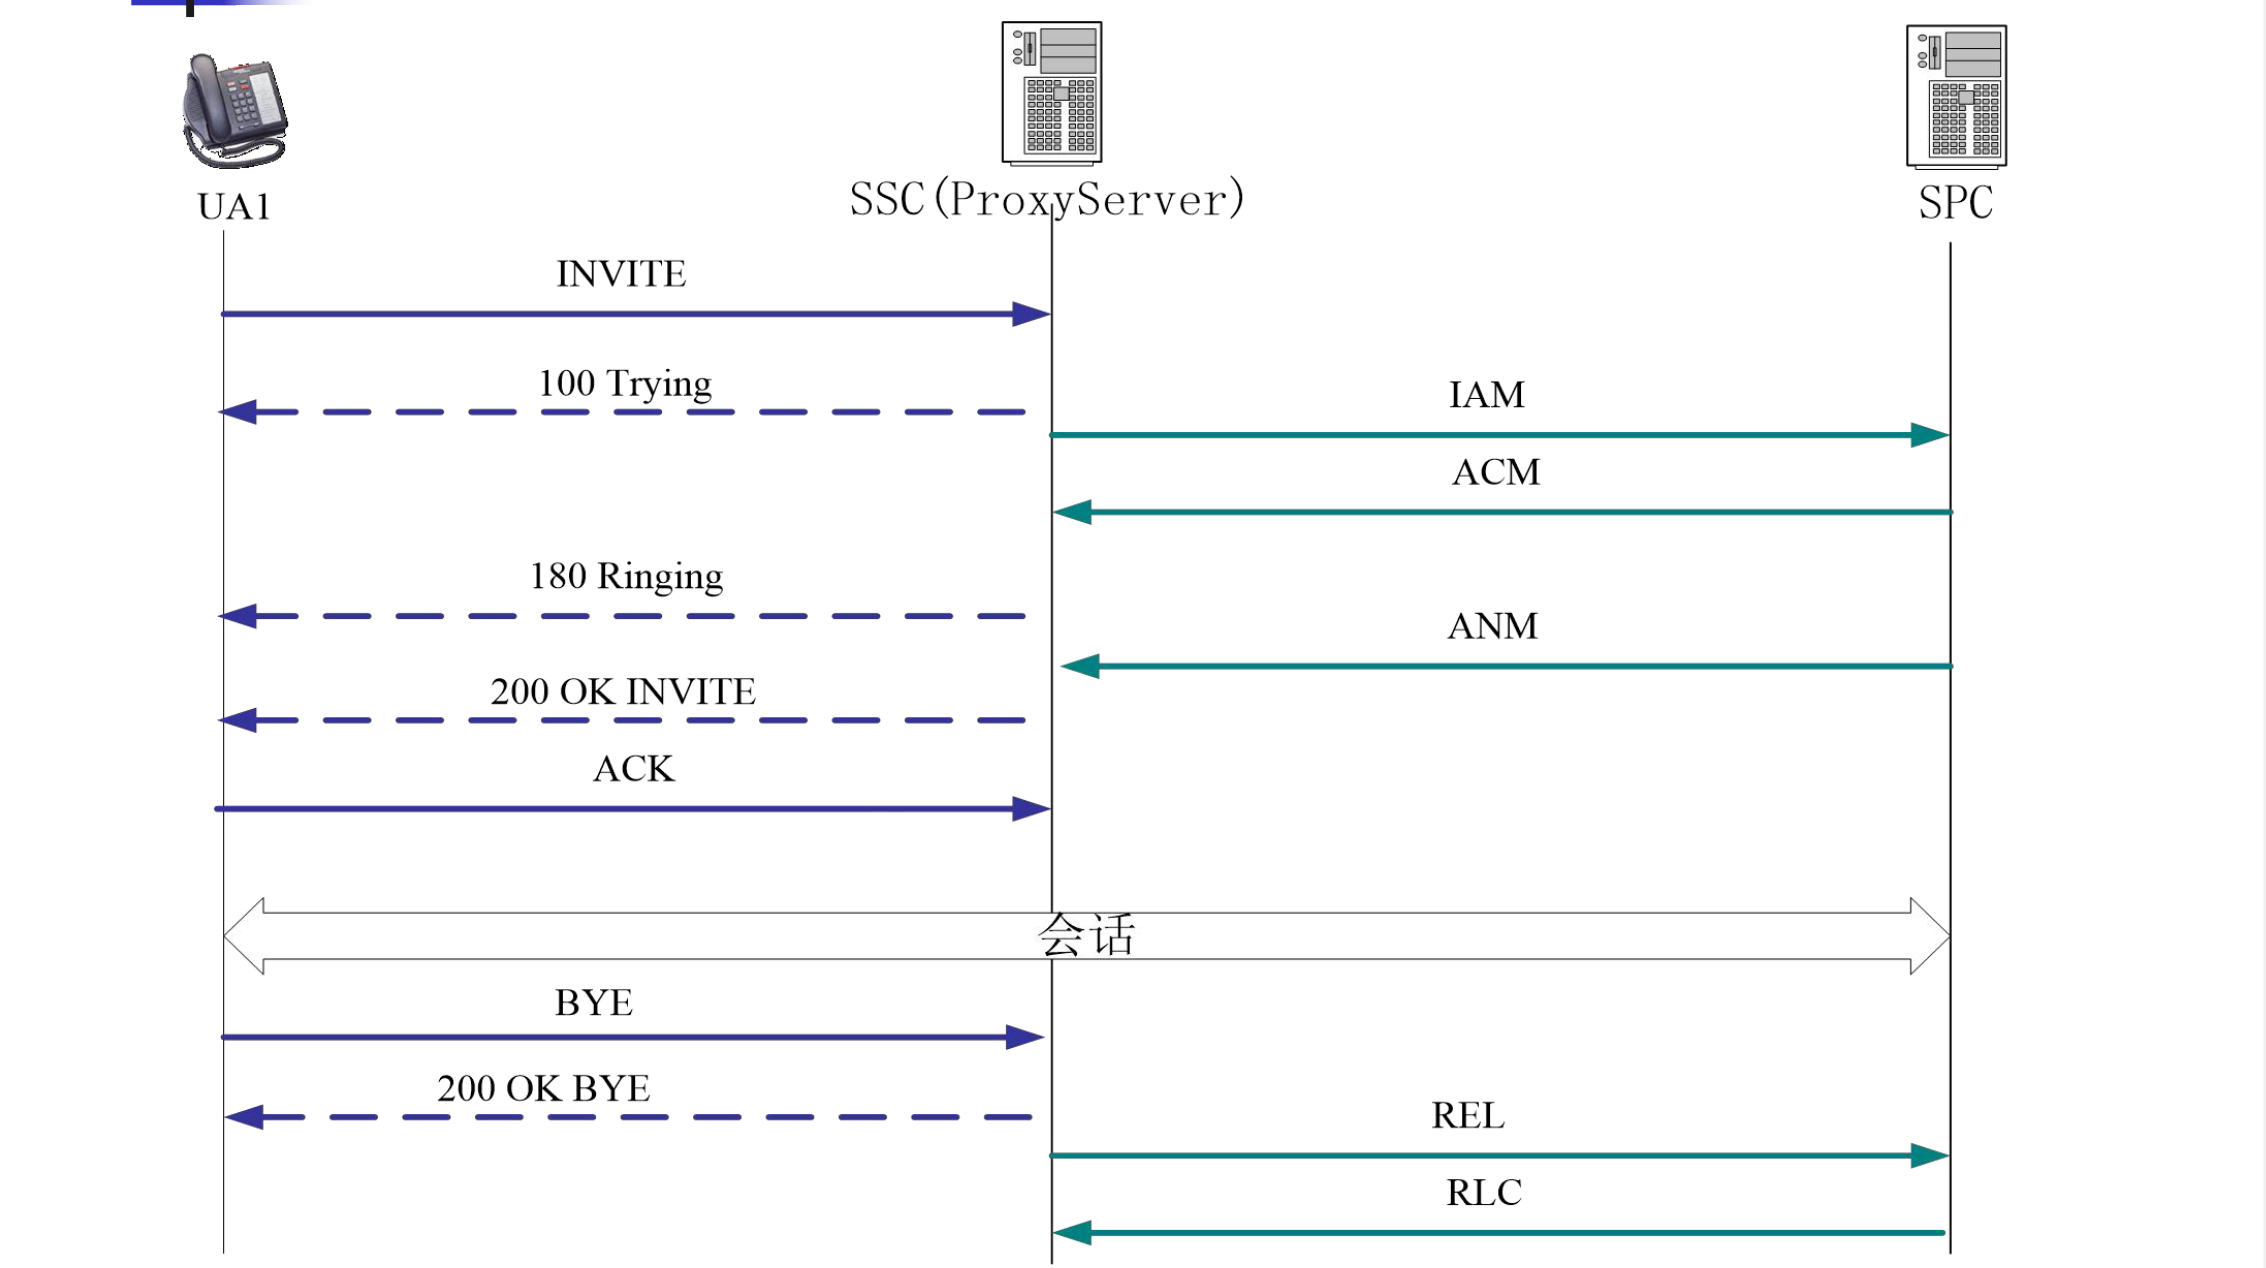 UA1
SSC(ProxyServer)
SPC
INVITE
100 Trying
IAM
ACM
180 Ringing
ANM
200 OK INVITE
ACK
会话
BYE
200 OK BYE
REL
RLC